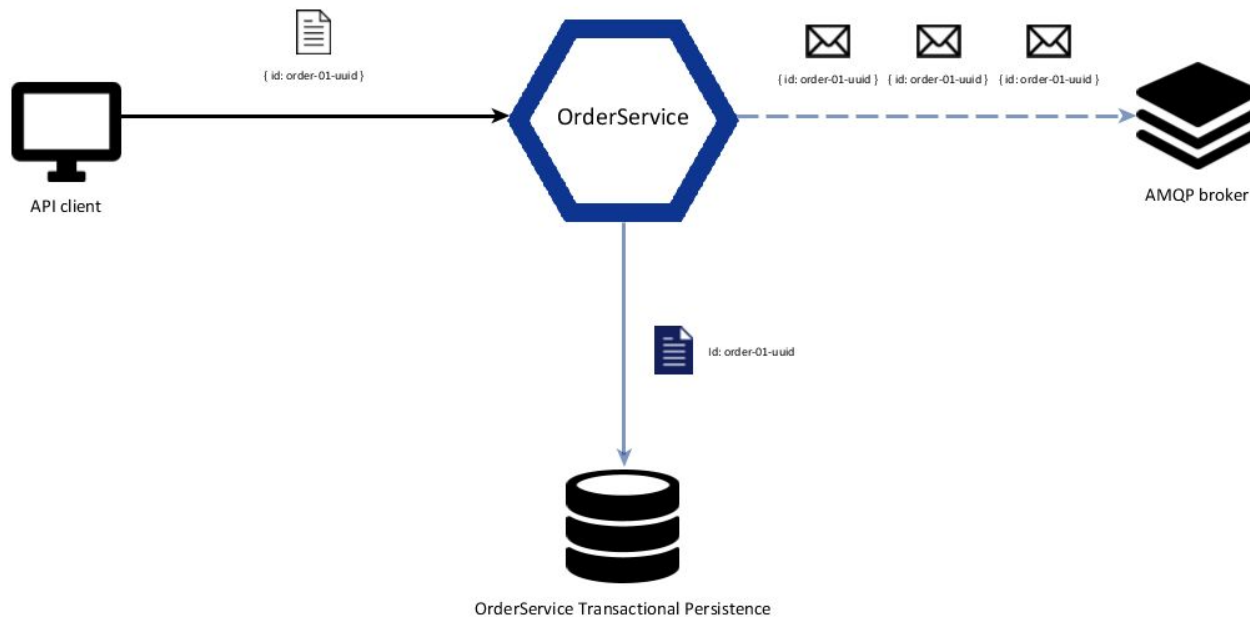 { id: order-01-uuid }
{ id: order-01-uuid } { id: order-01-uuid } { id: order-01-uuid }
OrderService
API client
AMQP broker
Id: order-01-uuid
OrderService Transactional Persistence